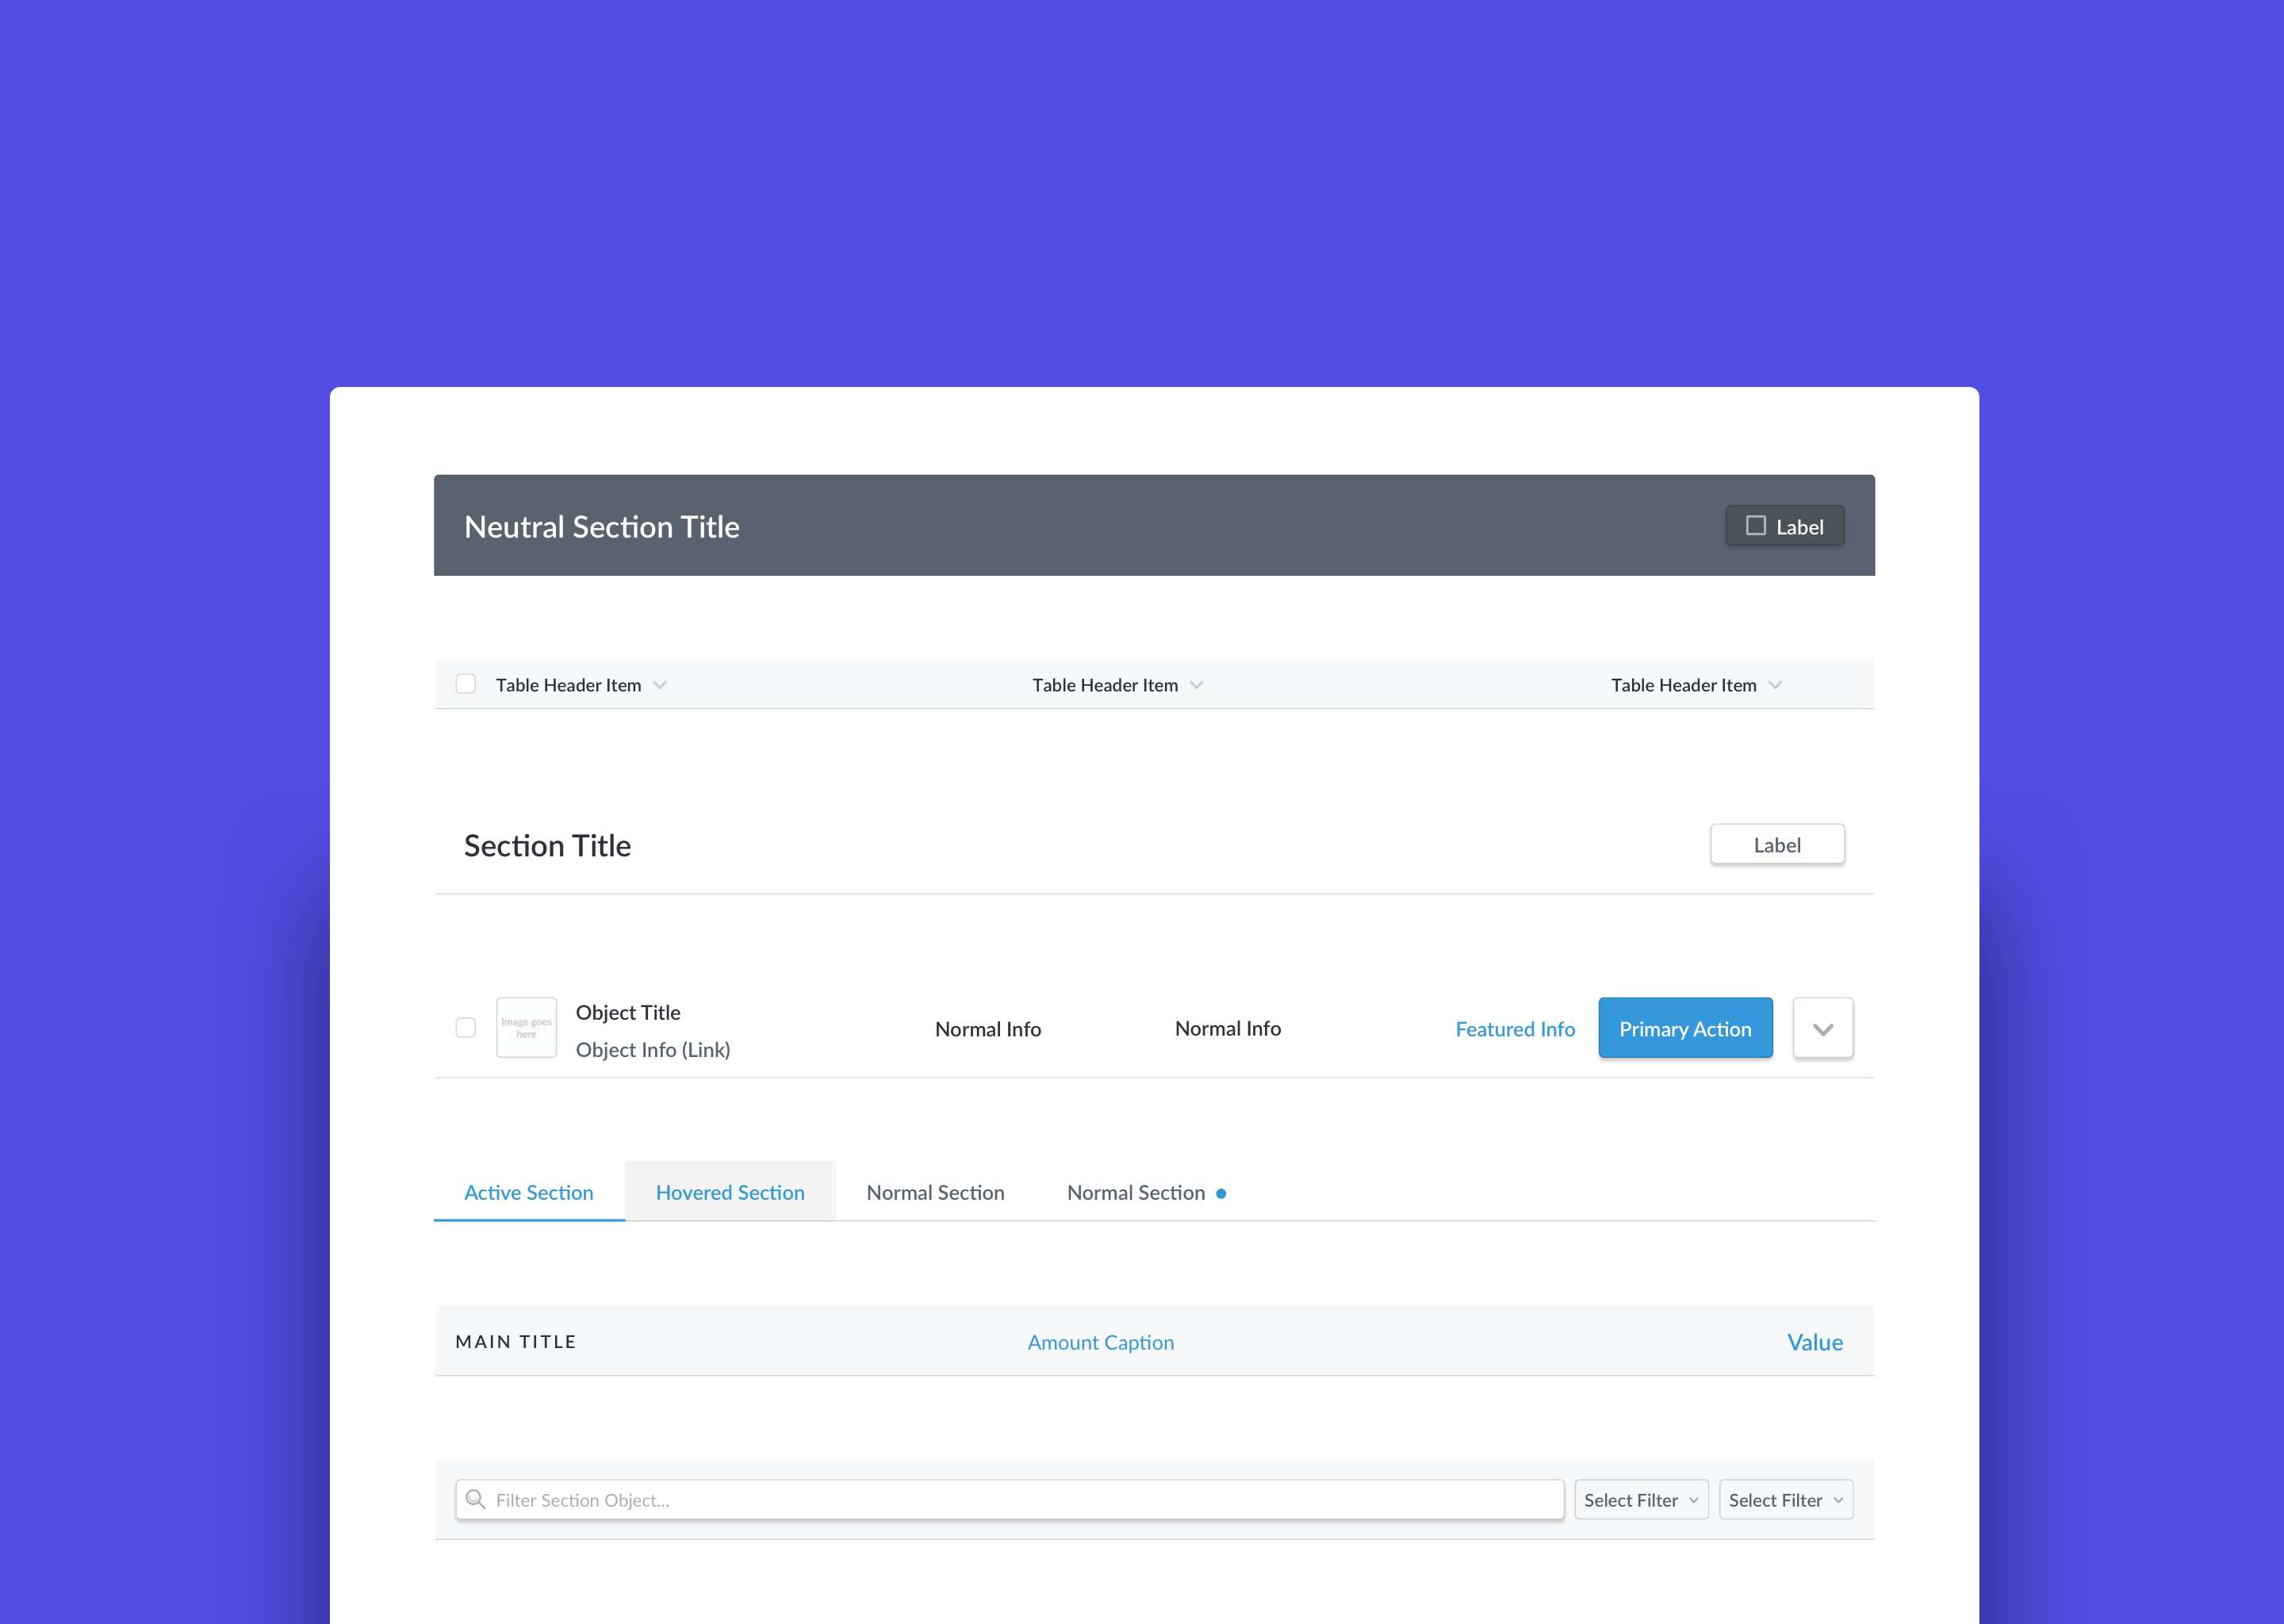 Neutral Section Title
Label
Table Header Item
Table Header Item
Table Header Item
Section Title
Label
Image goes
here
Object Title
Object Info (Link)
Normal Info
Normal Info
Featured Info
Primary Action
Active Section
Hovered Section
Normal Section
Normal Section
MAIN TITLE
Amount Caption
Value
Filter Section Object...
Select Filter
Select Filter